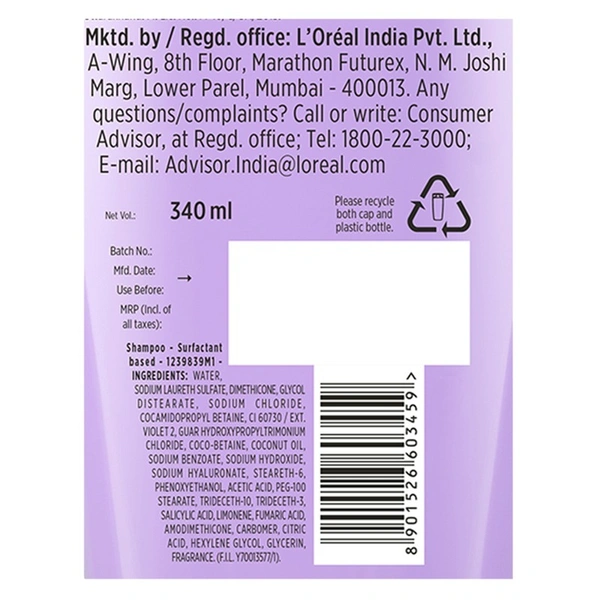 Mktd. by / Regd. office: L'Oréal India Pvt. Ltd.,
A-Wing, 8th Floor, Marathon Futurex, N. M. Joshi
Marg, Lower Parel, Mumbai - 400013. Any
questions/complaints? Call or write: Consumer
Advisor, at Regd. office; Tel: 1800-22-3000;
E-mail: Advisor.India@loreal.com
Net Vol.: 340 ml
Please recycle
both cap and
plastic bottle.
Batch No.:
Mfd. Date: →
Use Before:
MRP (Incl. of
all taxes):
Shampoo - Surfactant
based - 1239839M1 -
INGREDIENTS: WATER,
SODIUM LAURETH SULFATE, DIMETHICONE, GLYCOL
DISTEARATE, SODIUM CHLORIDE,
COCAMIDOPROPYL BETAINE, CI 60730 / EXT.
VIOLET 2, GUAR HYDROXYPROPYLTRIMONIUM
CHLORIDE, COCO-BETAINE, COCONUT OIL,
SODIUM BENZOATE, SODIUM HYDROXIDE,
SODIUM HYALURONATE, STEARETH-6,
PHENOXYETHANOL, ACETIC ACID, PEG-100
STEARATE, TRIDECETH-10, TRIDECETH-3,
SALICYLIC ACID, LIMONENE, FUMARIC ACID,
AMODIMETHICONE, CARBOMER, CITRIC
ACID, HEXYLENE GLYCOL, GLYCERIN,
FRAGRANCE. (F.I.L. Y70013577/1).
8 901526 603459 >